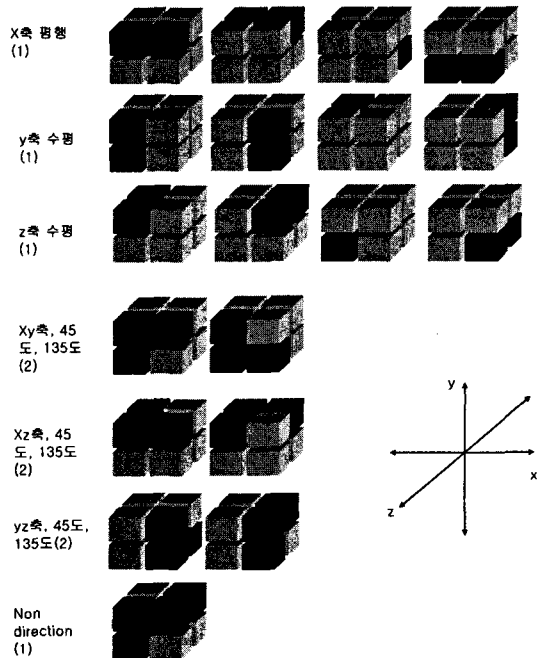 X축 평행
(1)
y축 수평
(1)
z축 수평
(1)
Xy축, 45
도, 135도
(2)
Xz축, 45
도, 135도
(2)
yz축, 45도,
135도(2)
Non
direction
(1)
y
x
z